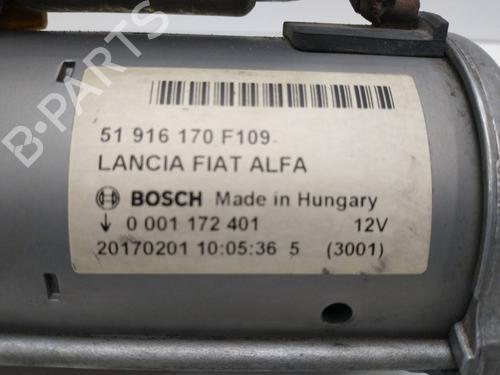 51 916 170 F109
LANCIA FIAT ALFA
BOSCH Made in Hungary
0 001 172 401 12V
20170201 10:05:36 5 (3001)
B-PARTS